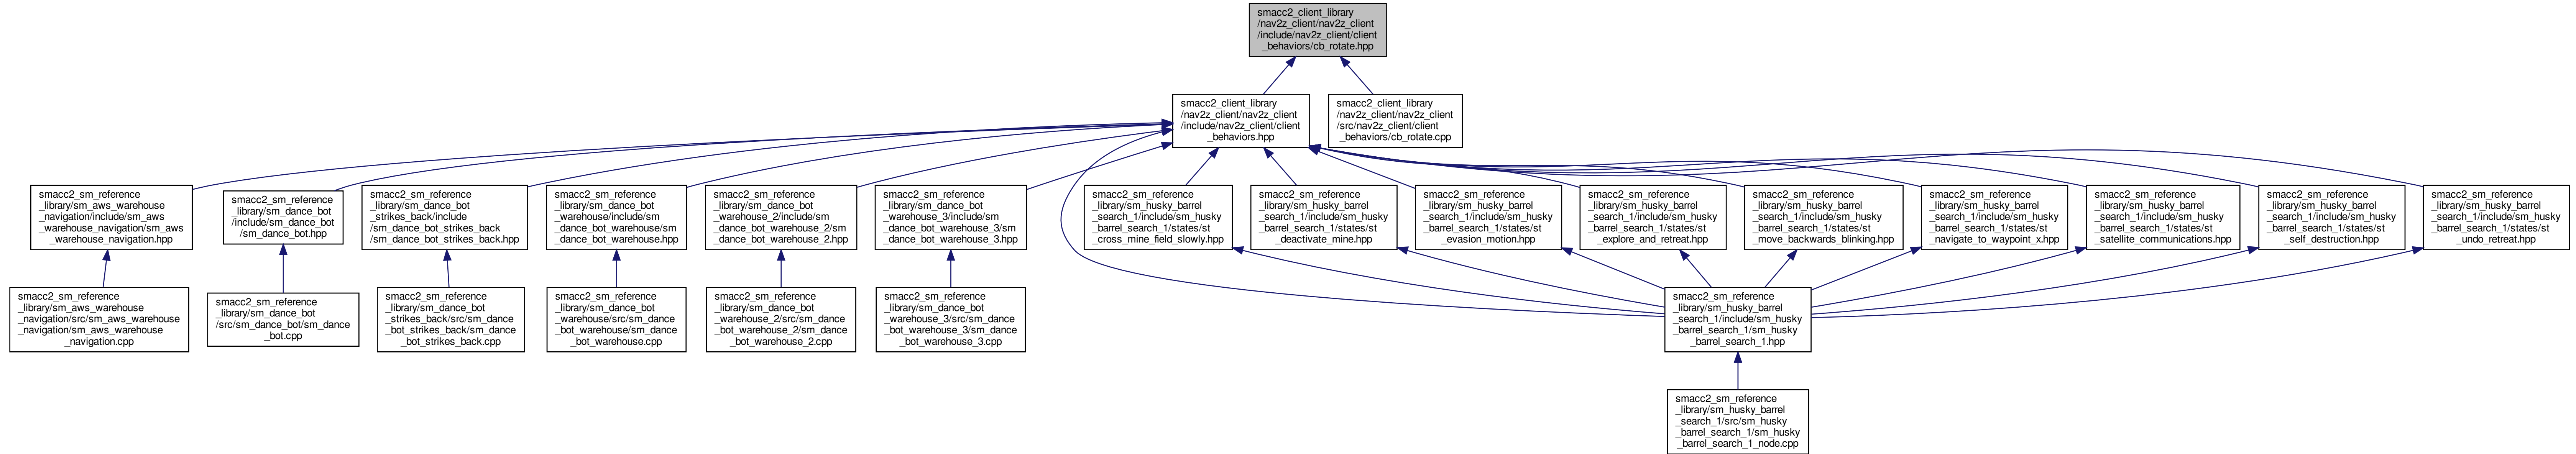 smacc2_client_library
/nav2z_client/nav2z_client
/include/nav2z_client/client
_behaviors/cb_rotate.hpp
smacc2_client_library
/nav2z_client/nav2z_client
/include/nav2z_client/client
_behaviors.hpp
smacc2_client_library
/nav2z_client/nav2z_client
/src/nav2z_client/client
_behaviors/cb_rotate.cpp
smacc2_sm_reference
_library/sm_aws_warehouse
_navigation/include/sm_aws
_warehouse_navigation/sm_aws
_warehouse_navigation.hpp
smacc2_sm_reference
_library/sm_dance_bot
/include/sm_dance_bot
/sm_dance_bot.hpp
smacc2_sm_reference
_library/sm_dance_bot
_strikes_back/include
/sm_dance_bot_strikes_back
/sm_dance_bot_strikes_back.hpp
smacc2_sm_reference
_library/sm_dance_bot
_warehouse/include/sm
_dance_bot_warehouse/sm
_dance_bot_warehouse.hpp
smacc2_sm_reference
_library/sm_dance_bot
_warehouse_2/include/sm
_dance_bot_warehouse_2/sm
_dance_bot_warehouse_2.hpp
smacc2_sm_reference
_library/sm_dance_bot
_warehouse_3/include/sm
_dance_bot_warehouse_3/sm
_dance_bot_warehouse_3.hpp
smacc2_sm_reference
_library/sm_husky_barrel
_search_1/include/sm_husky
_barrel_search_1/states/st
_cross_mine_field_slowly.hpp
smacc2_sm_reference
_library/sm_husky_barrel
_search_1/include/sm_husky
_barrel_search_1/states/st
_deactivate_mine.hpp
smacc2_sm_reference
_library/sm_husky_barrel
_search_1/include/sm_husky
_barrel_search_1/states/st
_evasion_motion.hpp
smacc2_sm_reference
_library/sm_husky_barrel
_search_1/include/sm_husky
_barrel_search_1/states/st
_explore_and_retreat.hpp
smacc2_sm_reference
_library/sm_husky_barrel
_search_1/include/sm_husky
_barrel_search_1/states/st
_move_backwards_blinking.hpp
smacc2_sm_reference
_library/sm_husky_barrel
_search_1/include/sm_husky
_barrel_search_1/states/st
_navigate_to_waypoint_x.hpp
smacc2_sm_reference
_library/sm_husky_barrel
_search_1/include/sm_husky
_barrel_search_1/states/st
_satellite_communications.hpp
smacc2_sm_reference
_library/sm_husky_barrel
_search_1/include/sm_husky
_barrel_search_1/states/st
_self_destruction.hpp
smacc2_sm_reference
_library/sm_husky_barrel
_search_1/include/sm_husky
_barrel_search_1/states/st
_undo_retreat.hpp
smacc2_sm_reference
_library/sm_aws_warehouse
_navigation/src/sm_aws_warehouse
_navigation/sm_aws_warehouse
_navigation.cpp
smacc2_sm_reference
_library/sm_dance_bot
/src/sm_dance_bot/sm_dance
_bot.cpp
smacc2_sm_reference
_library/sm_dance_bot
_strikes_back/src/sm_dance
_bot_strikes_back/sm_dance
_bot_strikes_back.cpp
smacc2_sm_reference
_library/sm_dance_bot
_warehouse/src/sm_dance
_bot_warehouse/sm_dance
_bot_warehouse.cpp
smacc2_sm_reference
_library/sm_dance_bot
_warehouse_2/src/sm_dance
_bot_warehouse_2/sm_dance
_bot_warehouse_2.cpp
smacc2_sm_reference
_library/sm_dance_bot
_warehouse_3/src/sm_dance
_bot_warehouse_3/sm_dance
_bot_warehouse_3.cpp
smacc2_sm_reference
_library/sm_husky_barrel
_search_1/include/sm_husky
_barrel_search_1/sm_husky
_barrel_search_1.hpp
smacc2_sm_reference
_library/sm_husky_barrel
_search_1/src/sm_husky
_barrel_search_1/sm_husky
_barrel_search_1_node.cpp